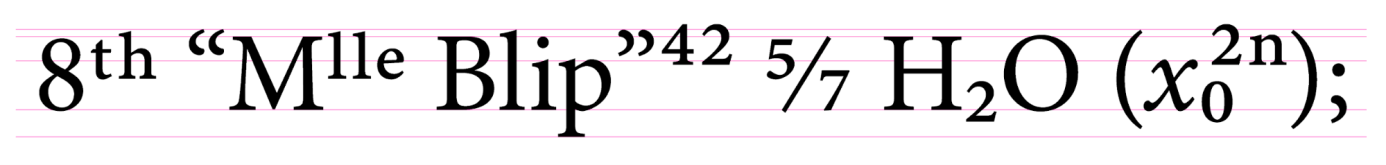 8ᵗʰ “Mˡˡᵉ Blip”⁴² ⁵⁄₇ H₂O (x₀²ⁿ);